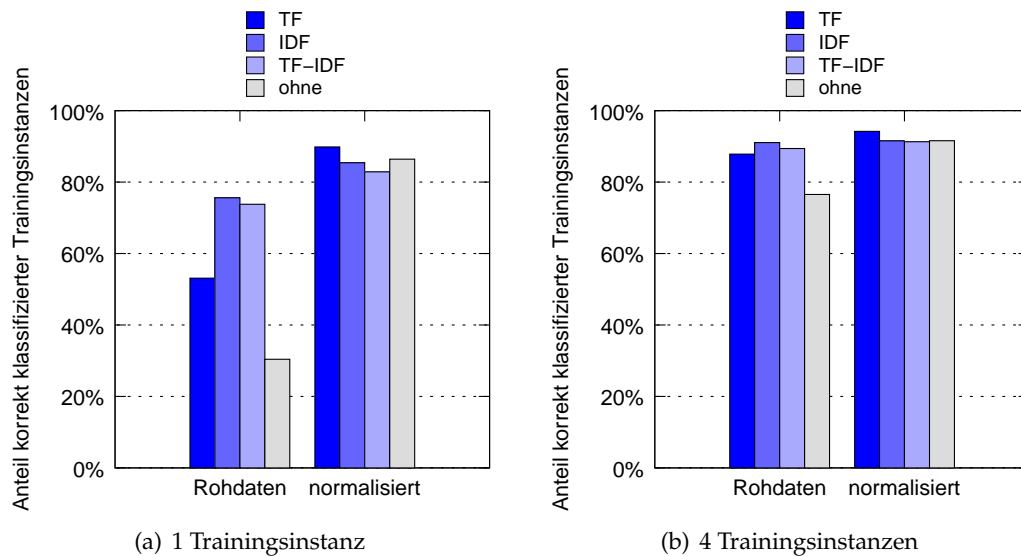 TF
IDF
TF−IDF
ohne
Anteil korrekt klassifizierter Trainingsinstanzen
100%
80%
60%
40%
20%
0%
Rohdaten normalisiert
(a) 1 Trainingsinstanz
TF
IDF
TF−IDF
ohne
Anteil korrekt klassifizierter Trainingsinstanzen
100%
80%
60%
40%
20%
0%
Rohdaten normalisiert
(b) 4 Trainingsinstanzen